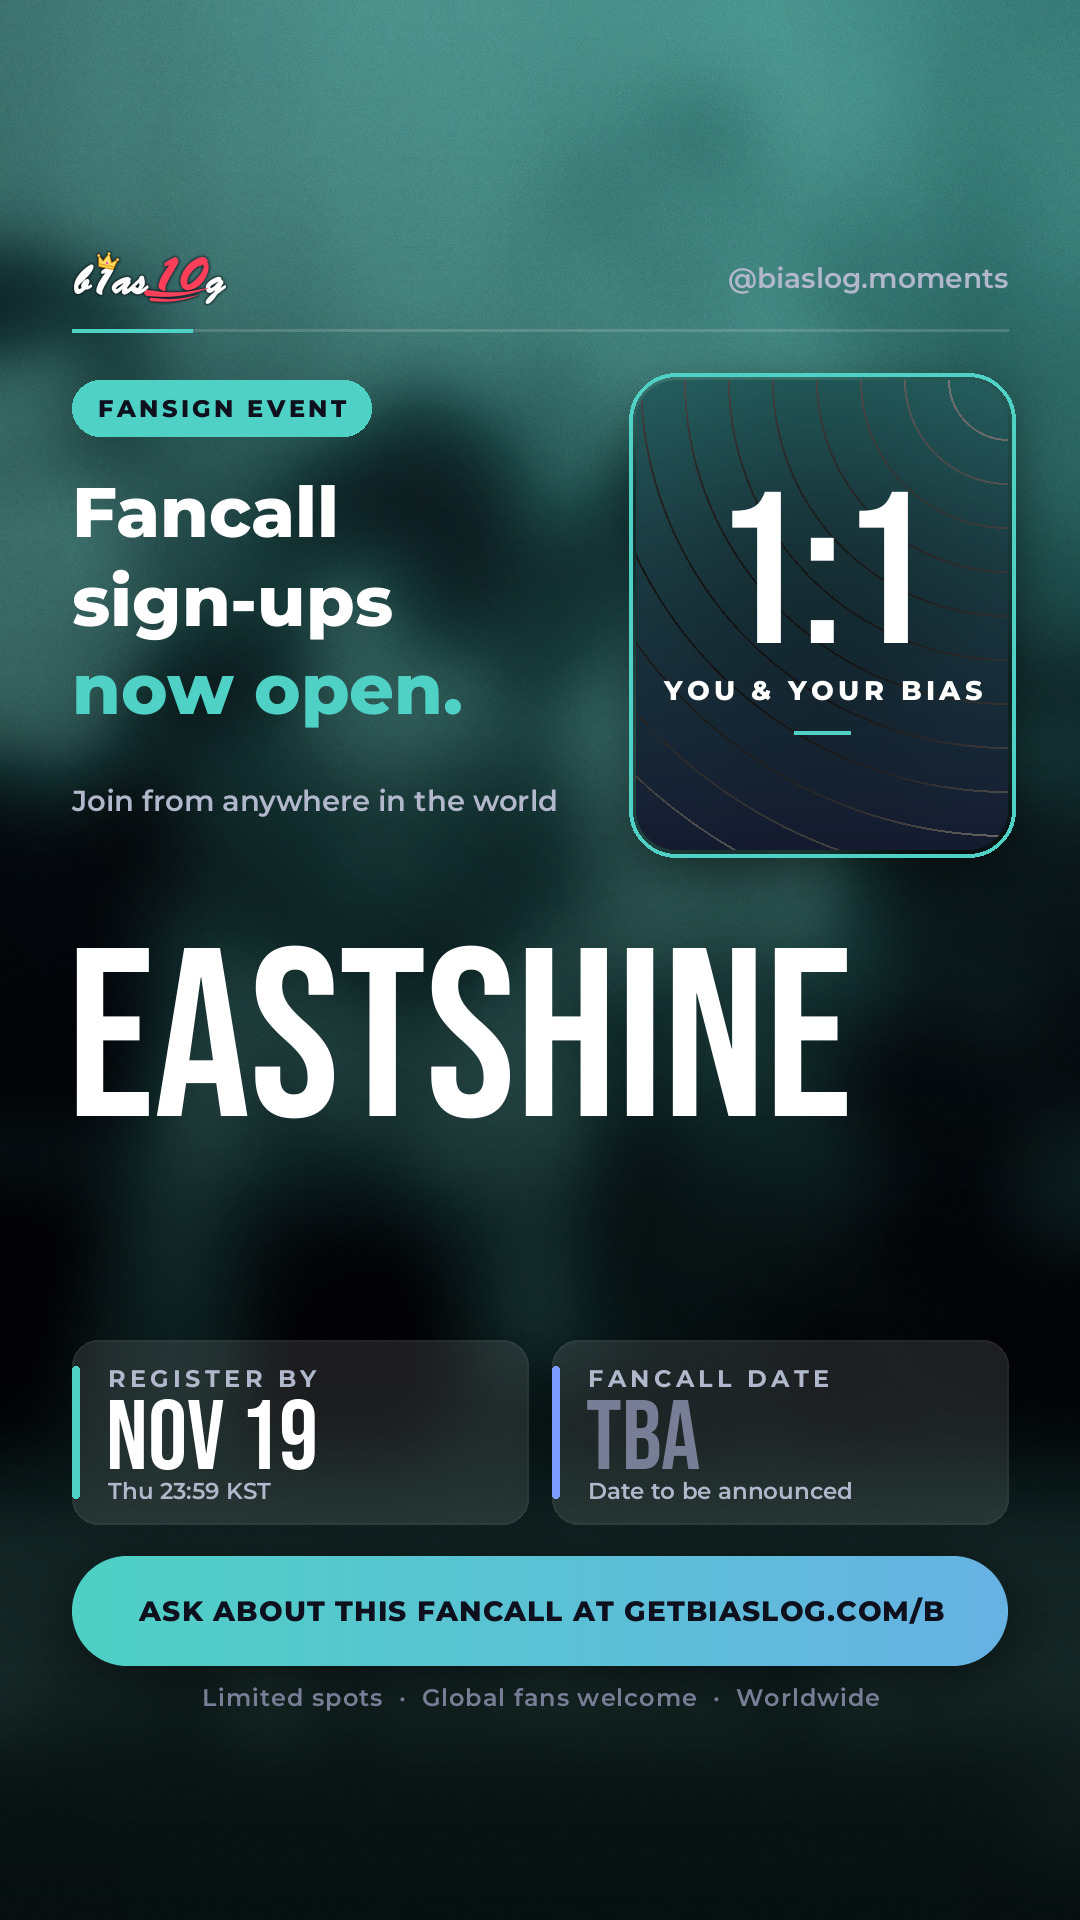 b1as10g
@biaslog.moments
FANSIGN EVENT
Fancall
sign-ups
now open.
Join from anywhere in the world
1:1
YOU & YOUR BIAS
EASTSHINE
REGISTER BY
NOV 19
Thu 23:59 KST
FANCALL DATE
TBA
Date to be announced
ASK ABOUT THIS FANCALL AT GETBIASLOG.COM/B
Limited spots · Global fans welcome · Worldwide